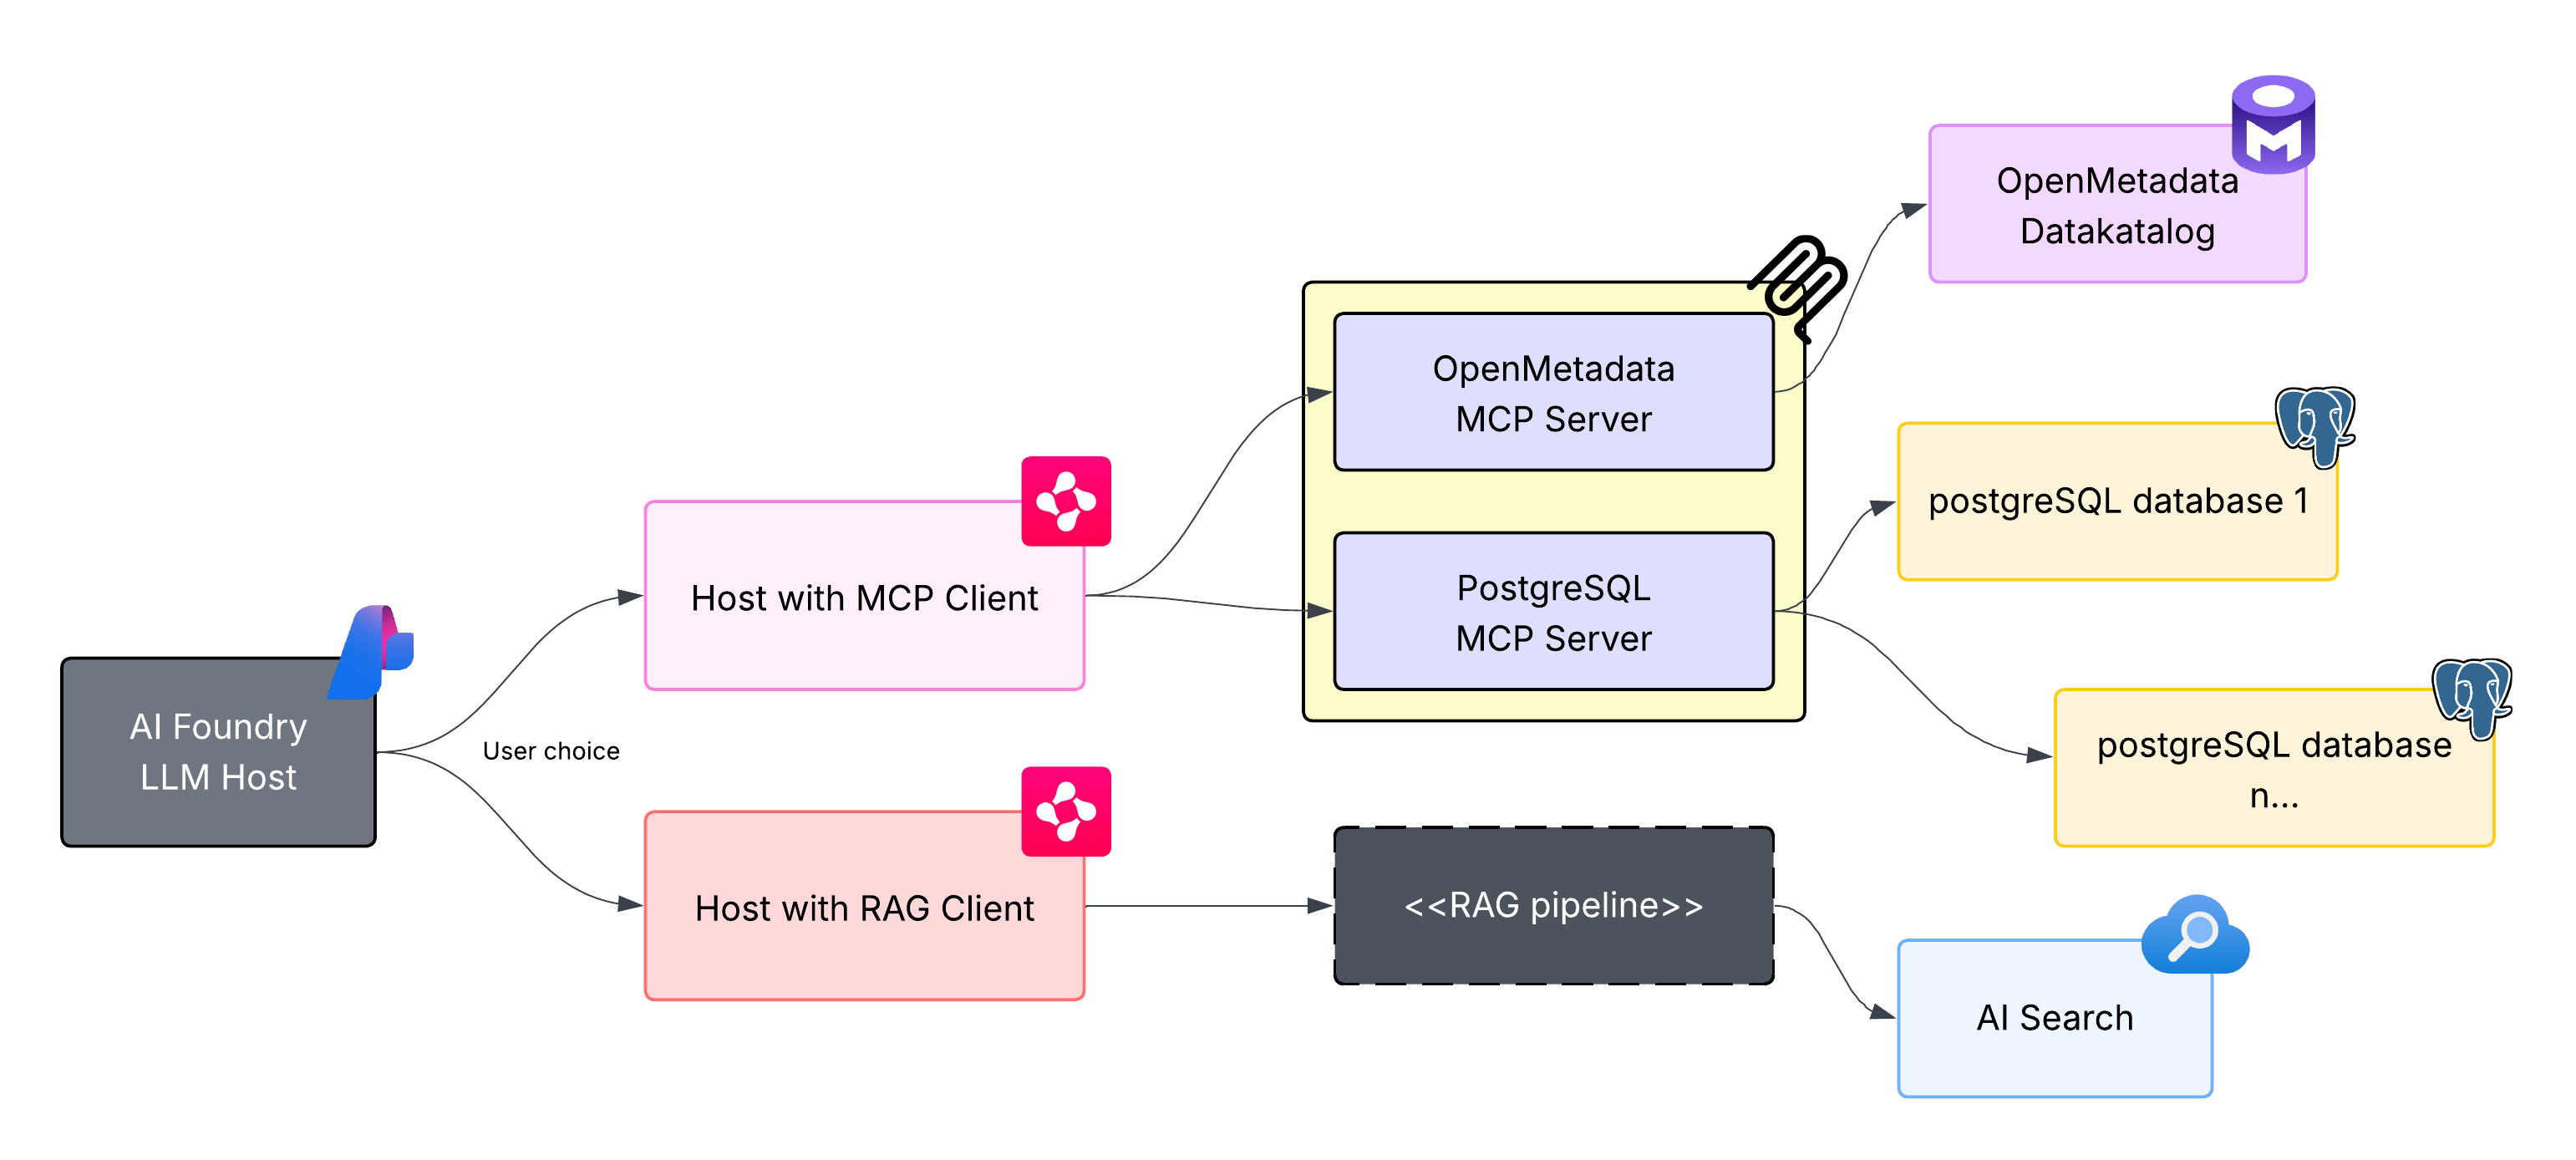 AI Foundry
LLM Host
User choice
Host with MCP Client
Host with RAG Client
OpenMetadata
MCP Server
PostgreSQL
MCP Server
<<RAG pipeline>>
OpenMetadata
Datakatalog
postgreSQL database 1
postgreSQL database
n...
AI Search